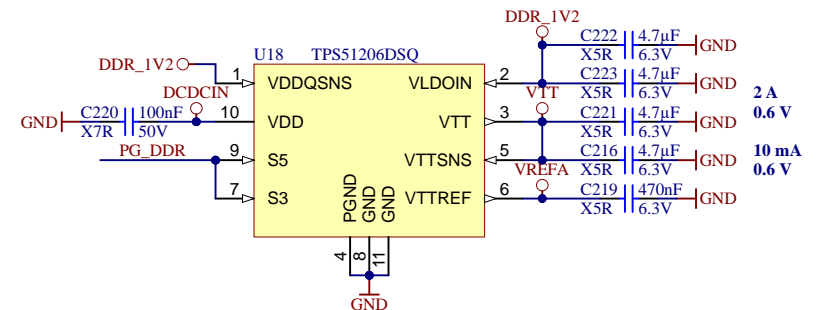 DDR_1V2
U18 TPS51206DSQ
C222 4.7µF
X5R 6.3V
GND
DDR_1V2
1 VDDQSNS
VLDOIN 2
C223 4.7µF
X5R 6.3V
GND
2 A
DCDCIN
VTT
C220 100nF
X7R 50V
GND
10 VDD
VTT 3
C221 4.7µF
X5R 6.3V
GND
0.6 V
PG_DDR
9 S5
VTTSNS 5
C216 4.7µF
X5R 6.3V
GND
10 mA
0.6 V
VREFA
7 S3
VTTREF 6
C219 470nF
X5R 6.3V
GND
PGND
GND
GND
4
8
11
GND